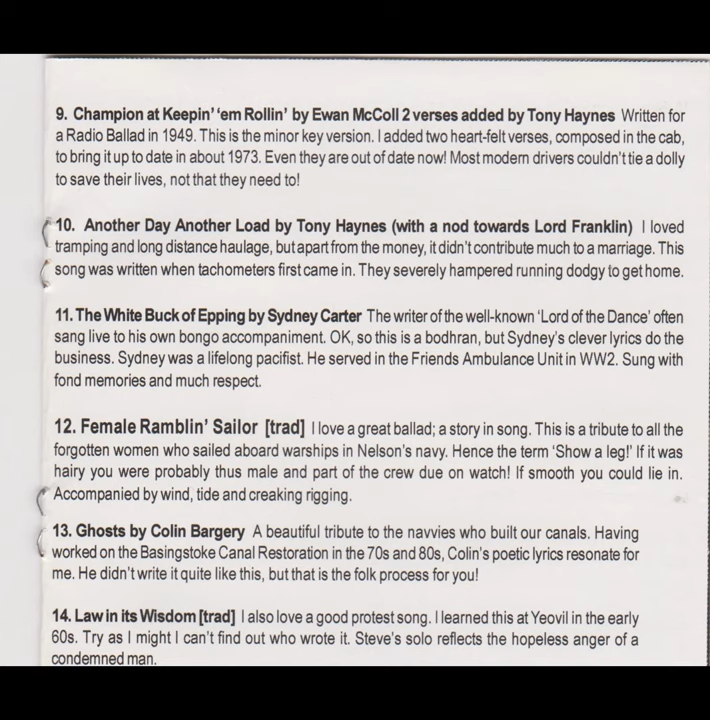 9. Champion at Keepin' 'em Rollin' by Ewan McColl 2 verses added by Tony Haynes Written for
a Radio Ballad in 1949. This is the minor key version. I added two heart-felt verses, composed in the cab,
to bring it up to date in about 1973. Even they are out of date now! Most modern drivers couldn't tie a dolly
to save their lives, not that they need to!
10. Another Day Another Load by Tony Haynes (with a nod towards Lord Franklin) I loved
tramping and long distance haulage, but apart from the money, it didn't contribute much to a marriage. This
song was written when tachometers first came in. They severely hampered running dodgy to get home.
11. The White Buck of Epping by Sydney Carter The writer of the well-known 'Lord of the Dance' often
sang live to his own bongo accompaniment. OK, so this is a bodhran, but Sydney's clever lyrics do the
business. Sydney was a lifelong pacifist. He served in the Friends Ambulance Unit in WW2. Sung with
fond memories and much respect.
12. Female Ramblin' Sailor [trad] I love a great ballad; a story in song. This is a tribute to all the
forgotten women who sailed aboard warships in Nelson's navy. Hence the term 'Show a leg!' If it was
hairy you were probably thus male and part of the crew due on watch! If smooth you could lie in.
Accompanied by wind, tide and creaking rigging.
13. Ghosts by Colin Bargery A beautiful tribute to the navvies who built our canals. Having
worked on the Basingstoke Canal Restoration in the 70s and 80s, Colin's poetic lyrics resonate for
me. He didn't write it quite like this, but that is the folk process for you!
14. Law in its Wisdom [trad] I also love a good protest song. I learned this at Yeovil in the early
60s. Try as I might I can't find out who wrote it. Steve's solo reflects the hopeless anger of a
condemned man.